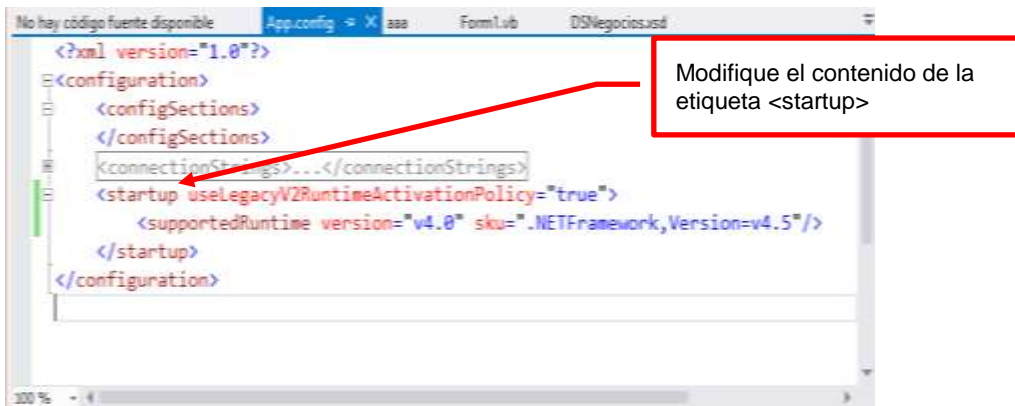 No hay código fuente disponible App.config aaa Form1.vb DSNegocios.xsd
<?xml version="1.0"?>
<configuration>
<configSections>
</configSections>
<connectionStrings>...</connectionStrings>
<startup useLegacyV2RuntimeActivationPolicy="true">
<supportedRuntime version="v4.0" sku=".NETFramework,Version=v4.5"/>
</startup>
</configuration>
Modifique el contenido de la
etiqueta <startup>
100 %